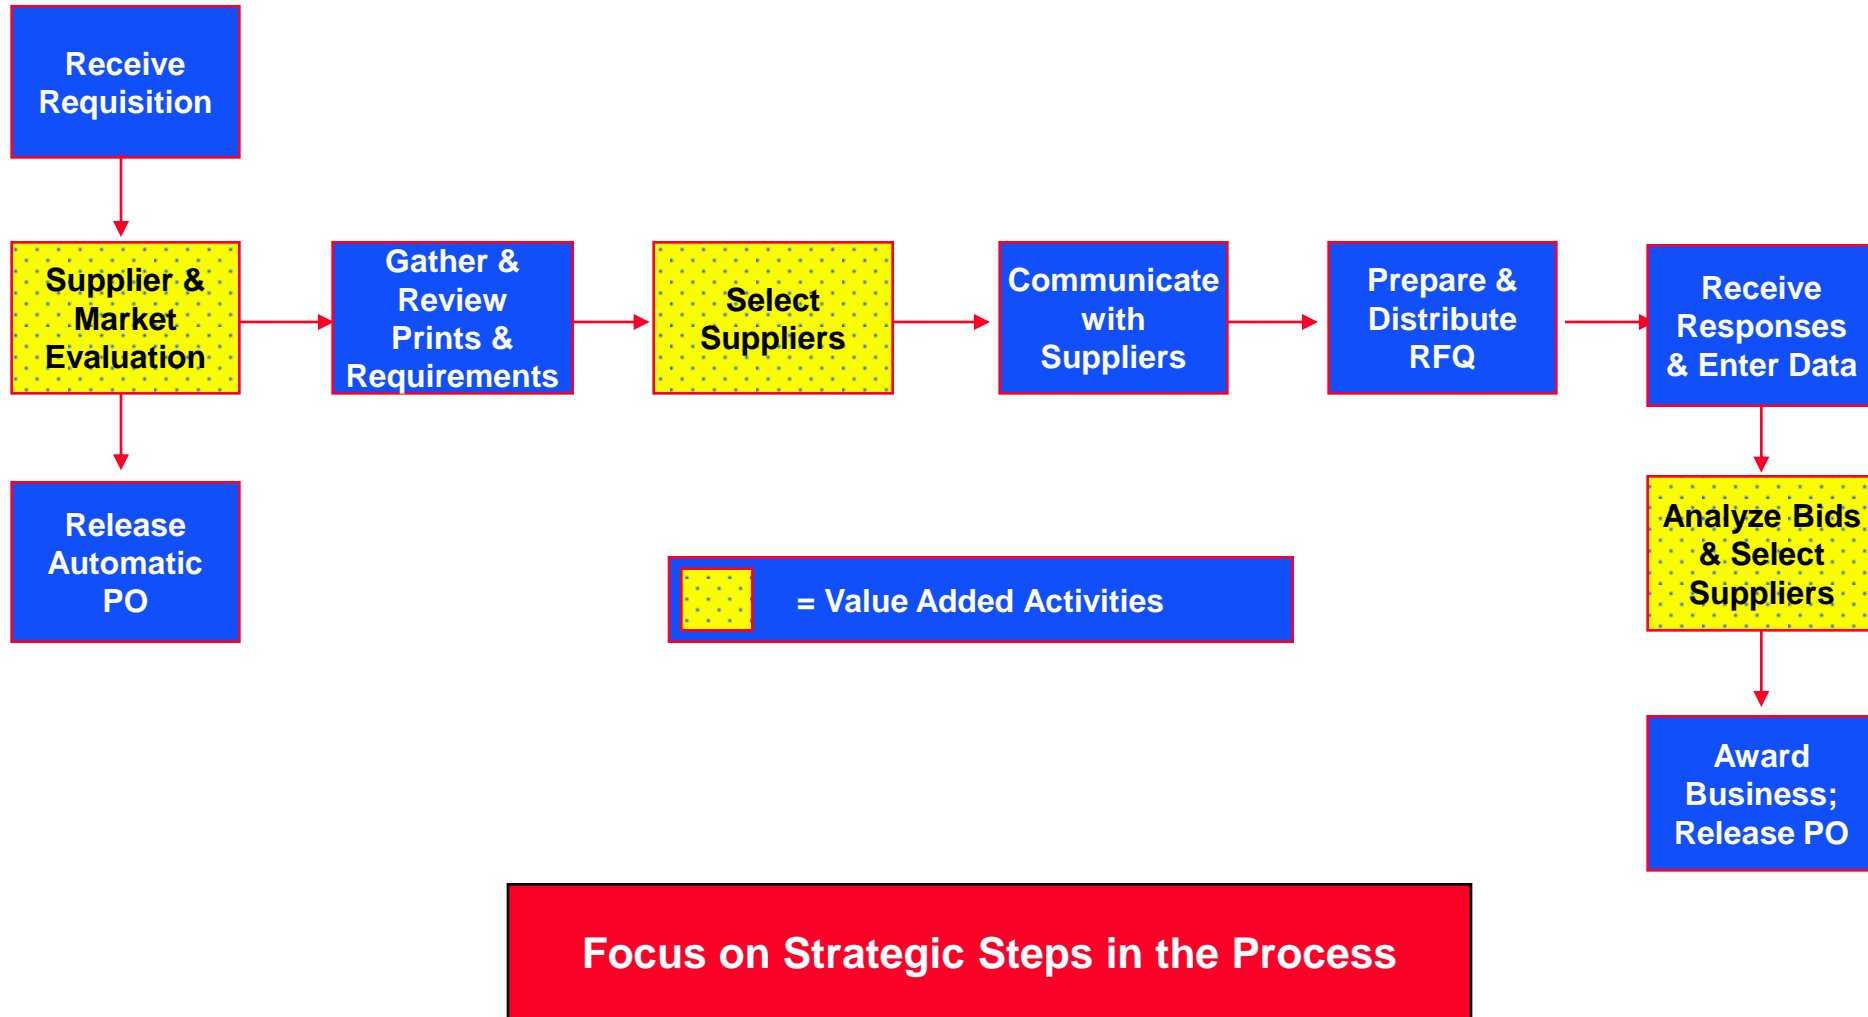 Receive
Requisition
Supplier &
Market
Evaluation
Gather &
Review
Prints &
Requirements
Select
Suppliers
Communicate
with
Suppliers
Prepare &
Distribute
RFQ
Receive
Responses
& Enter Data
Release
Automatic
PO
= Value Added Activities
Analyze Bids
& Select
Suppliers
Award
Business;
Release PO
Focus on Strategic Steps in the Process